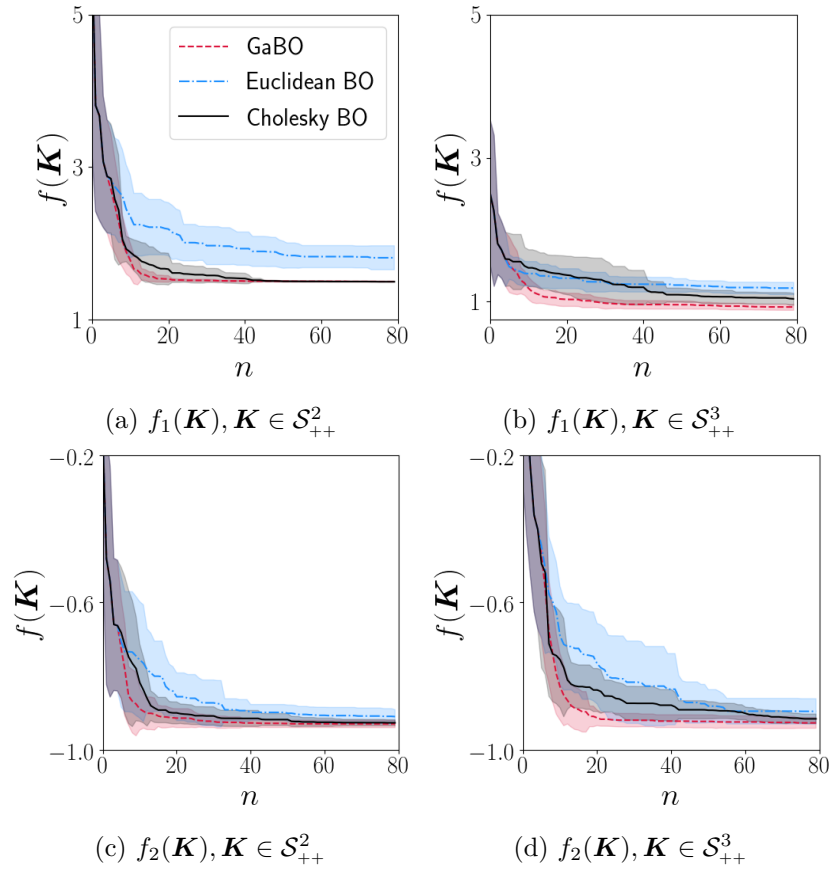 5
3
1
f(K)
GaBO
Euclidean BO
Cholesky BO
0 20 40 60 80
n
(a) f₁(K), K ∈ S²₊₊
5
3
1
f(K)
0 20 40 60 80
n
(b) f₁(K), K ∈ S³₊₊
−0.2
−0.6
−1.0
f(K)
0 20 40 60 80
n
(c) f₂(K), K ∈ S²₊₊
−0.2
−0.6
−1.0
f(K)
0 20 40 60 80
n
(d) f₂(K), K ∈ S³₊₊